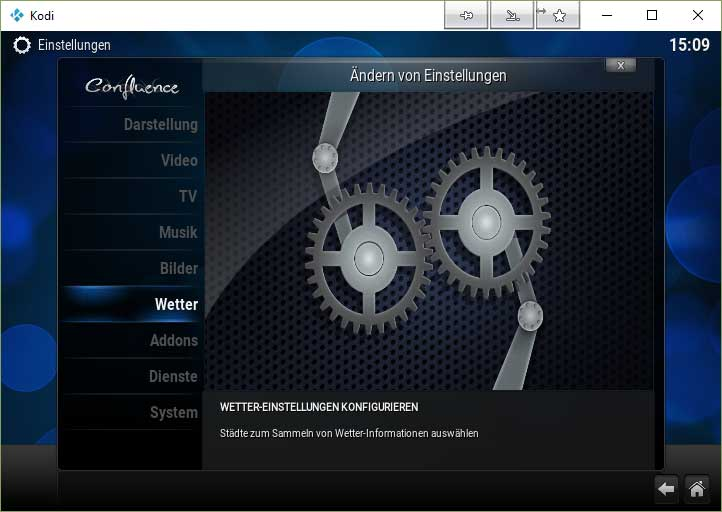 Kodi
Einstellungen
15:09
Confluence
Ändern von Einstellungen
x
Darstellung
Video
TV
Musik
Bilder
Wetter
Addons
Dienste
System
WETTER-EINSTELLUNGEN KONFIGURIEREN
Städte zum Sammeln von Wetter-Informationen auswählen